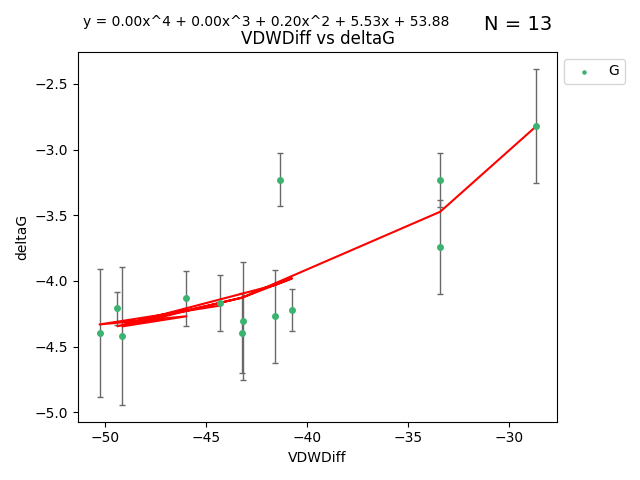 y = 0.00x^4 + 0.00x^3 + 0.20x^2 + 5.53x + 53.88
N = 13
VDWDiff vs deltaG
G
−2.5
−3.0
−3.5
−4.0
−4.5
−5.0
deltaG
−50
−45
−40
−35
−30
VDWDiff